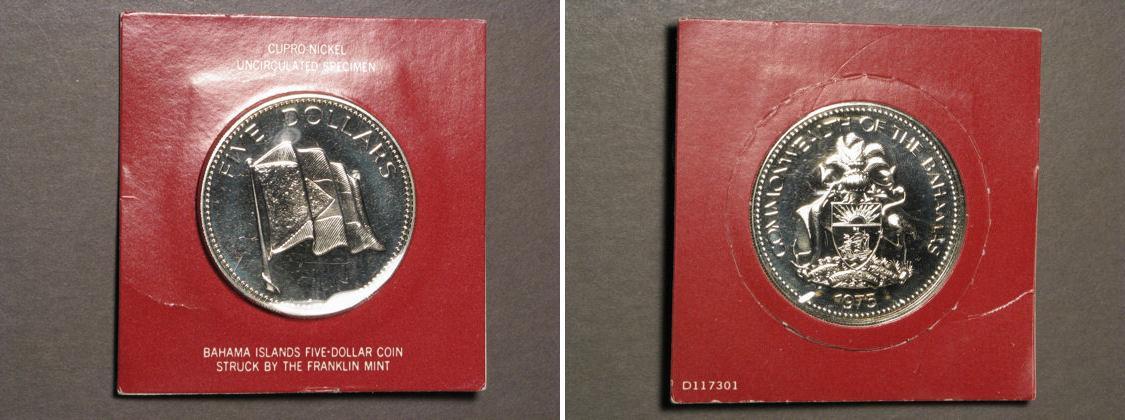 CUPRO-NICKEL
UNCIRCULATED SPECIMEN
FIVE DOLLARS
BAHAMA ISLANDS FIVE-DOLLAR COIN
STRUCK BY THE FRANKLIN MINT
COMMONWEALTH OF THE BAHAMAS
1975
D117301